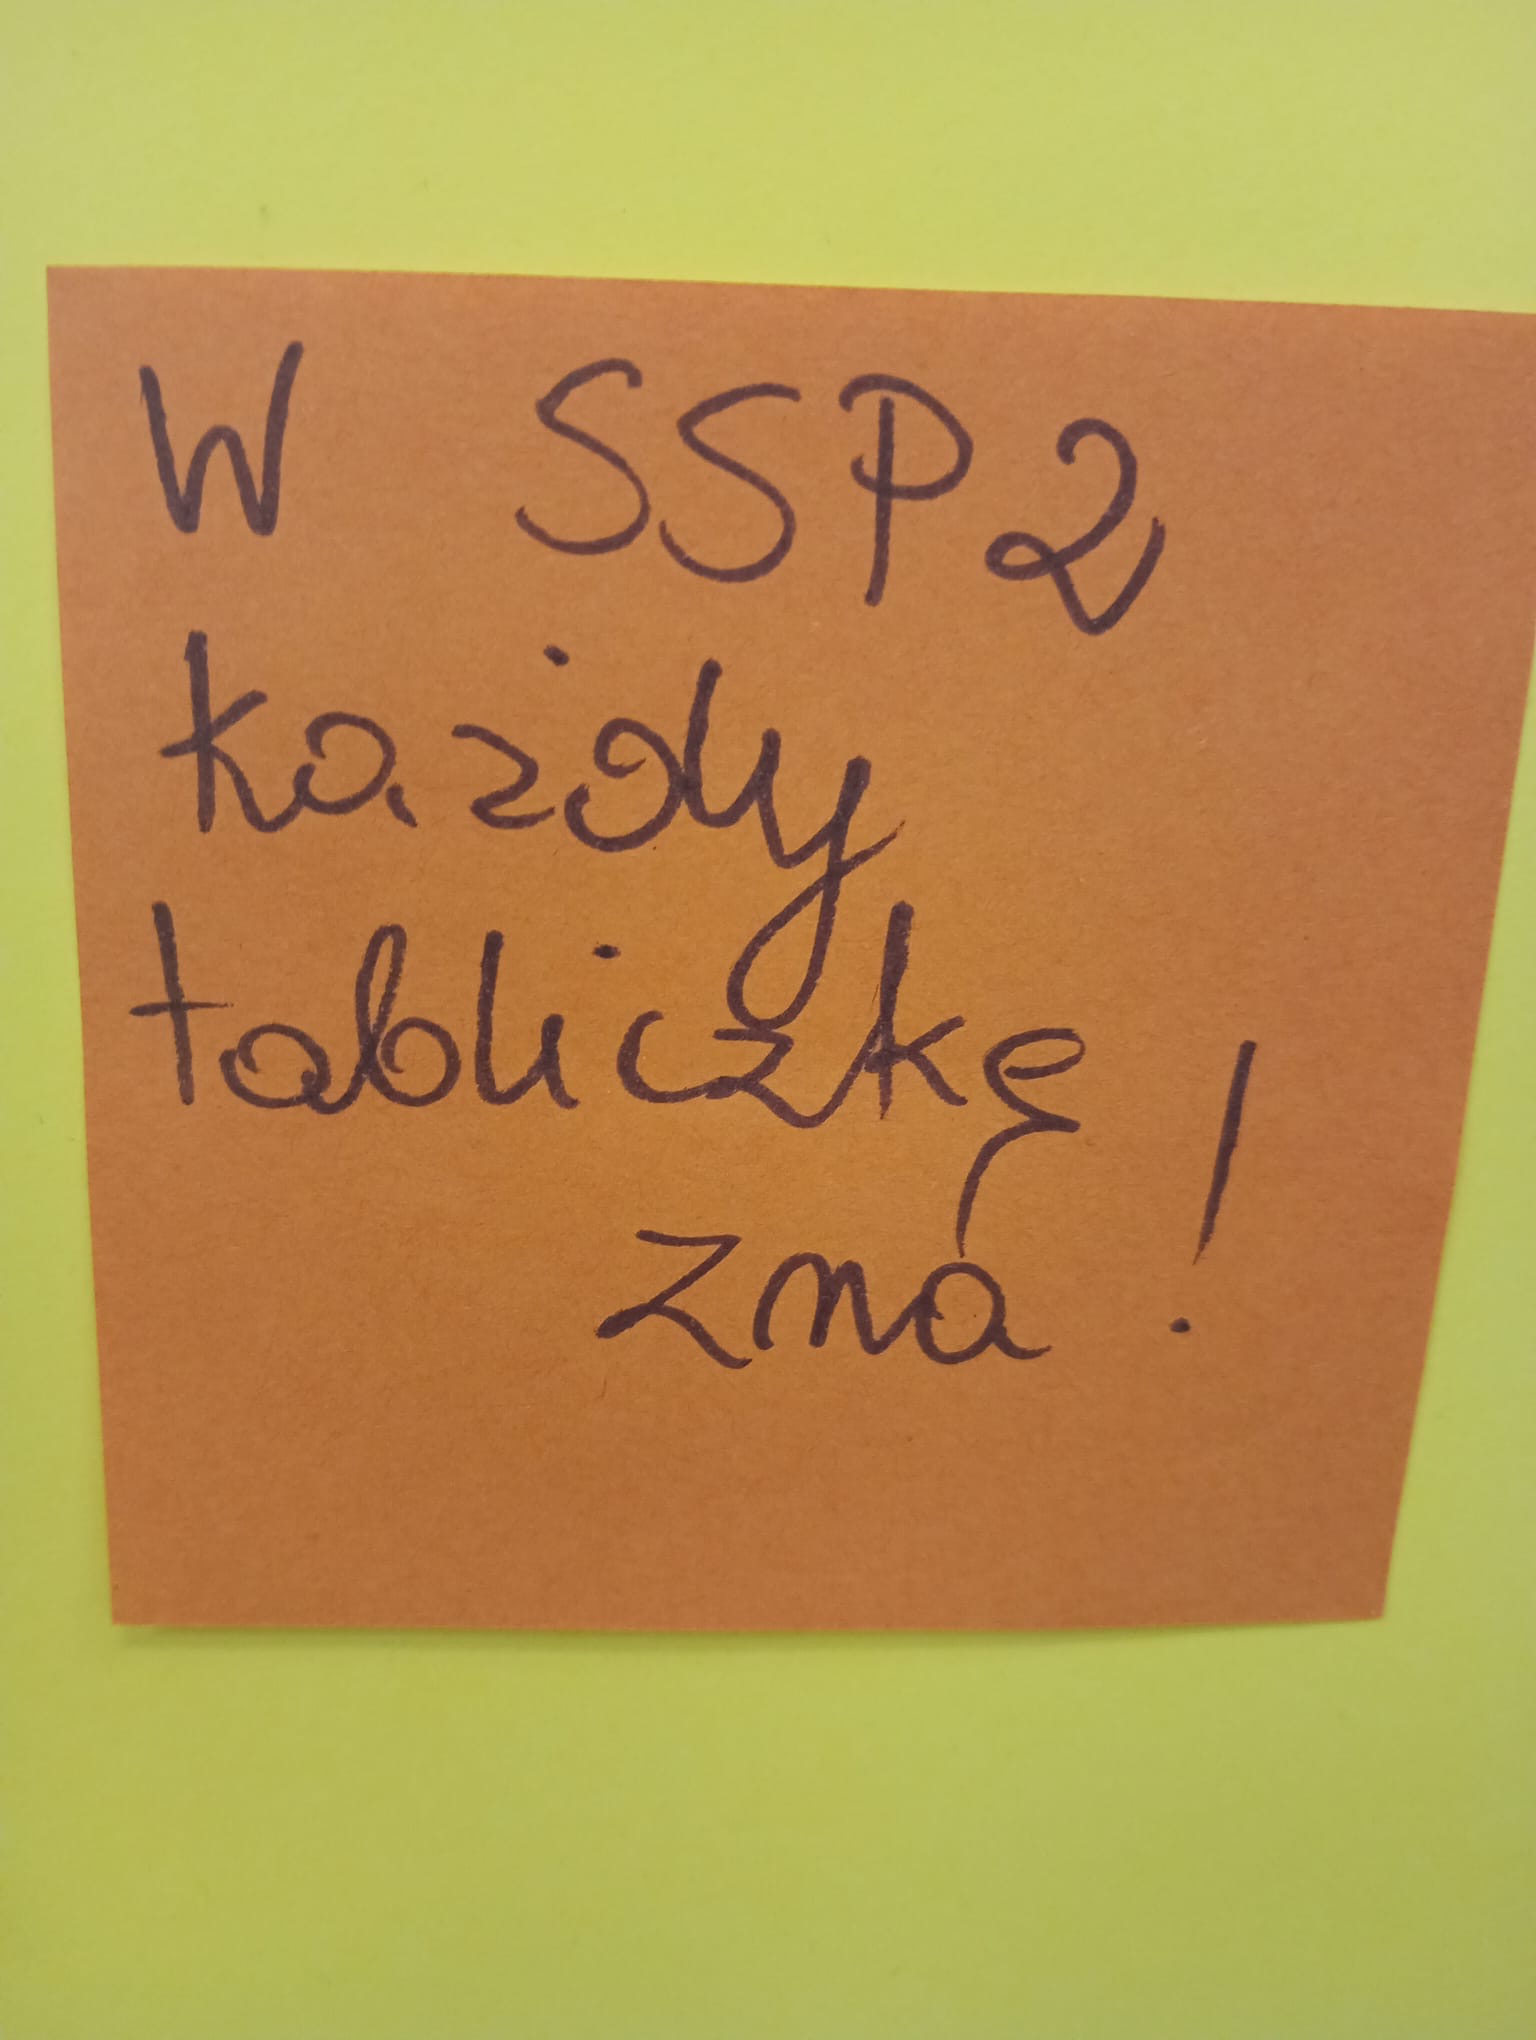 W SSP2
każdy
tabliczkę
zna!